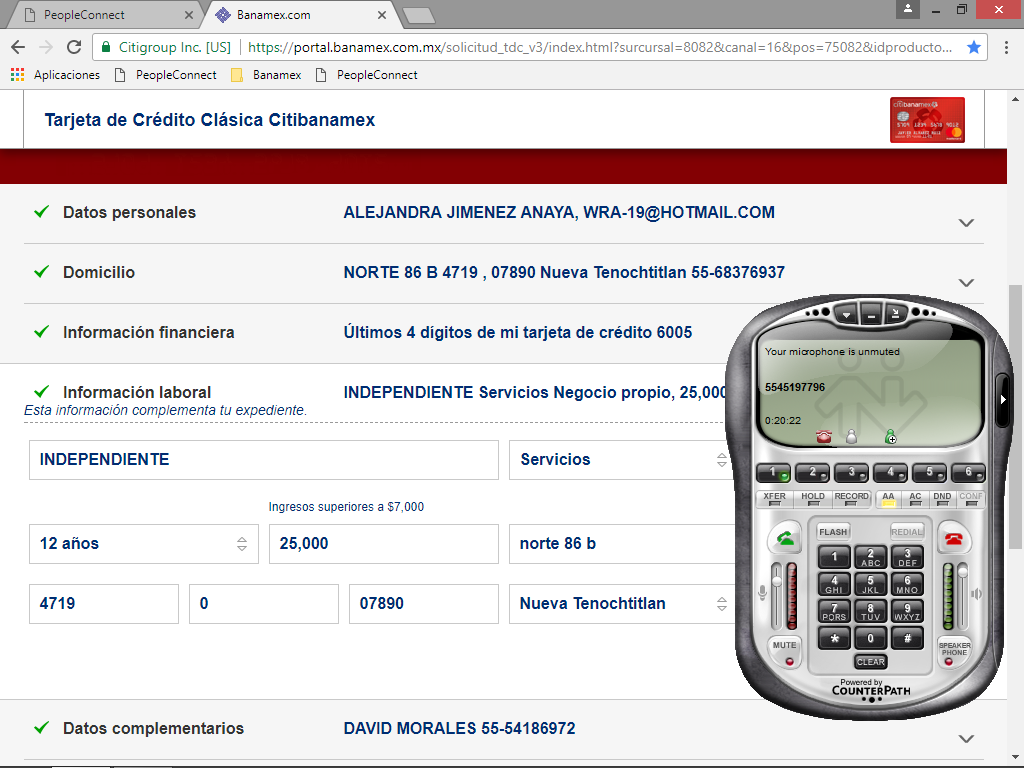 PeopleConnect
Banamex.com
Citigroup Inc. [US]
https://portal.banamex.com.mx/solicitud_tdc_v3/index.html?surcursal=8082&canal=16&pos=75082&idproducto...
Aplicaciones
PeopleConnect
Banamex
PeopleConnect
Tarjeta de Crédito Clásica Citibanamex
citibanamex
Datos personales
ALEJANDRA JIMENEZ ANAYA, WRA-19@HOTMAIL.COM
Domicilio
NORTE 86 B 4719 , 07890 Nueva Tenochtitlan 55-68376937
Información financiera
Últimos 4 dígitos de mi tarjeta de crédito 6005
Información laboral
INDEPENDIENTE Servicios Negocio propio, 25,000
Esta información complementa tu expediente.
INDEPENDIENTE
Servicios
Ingresos superiores a $7,000
12 años
25,000
norte 86 b
4719
0
07890
Nueva Tenochtitlan
Datos complementarios
DAVID MORALES 55-54186972
Your microphone is unmuted
5545197796
0:20:22
1 2 3 4 5 6
XFER HOLD RECORD AA AC DND CONF
FLASH REDIAL
1 2 ABC 3 DEF
4 GHI 5 JKL 6 MNO
7 PQRS 8 TUV 9 WXYZ
* 0 #
MUTE
SPEAKER PHONE
CLEAR
Powered by
COUNTERPATH